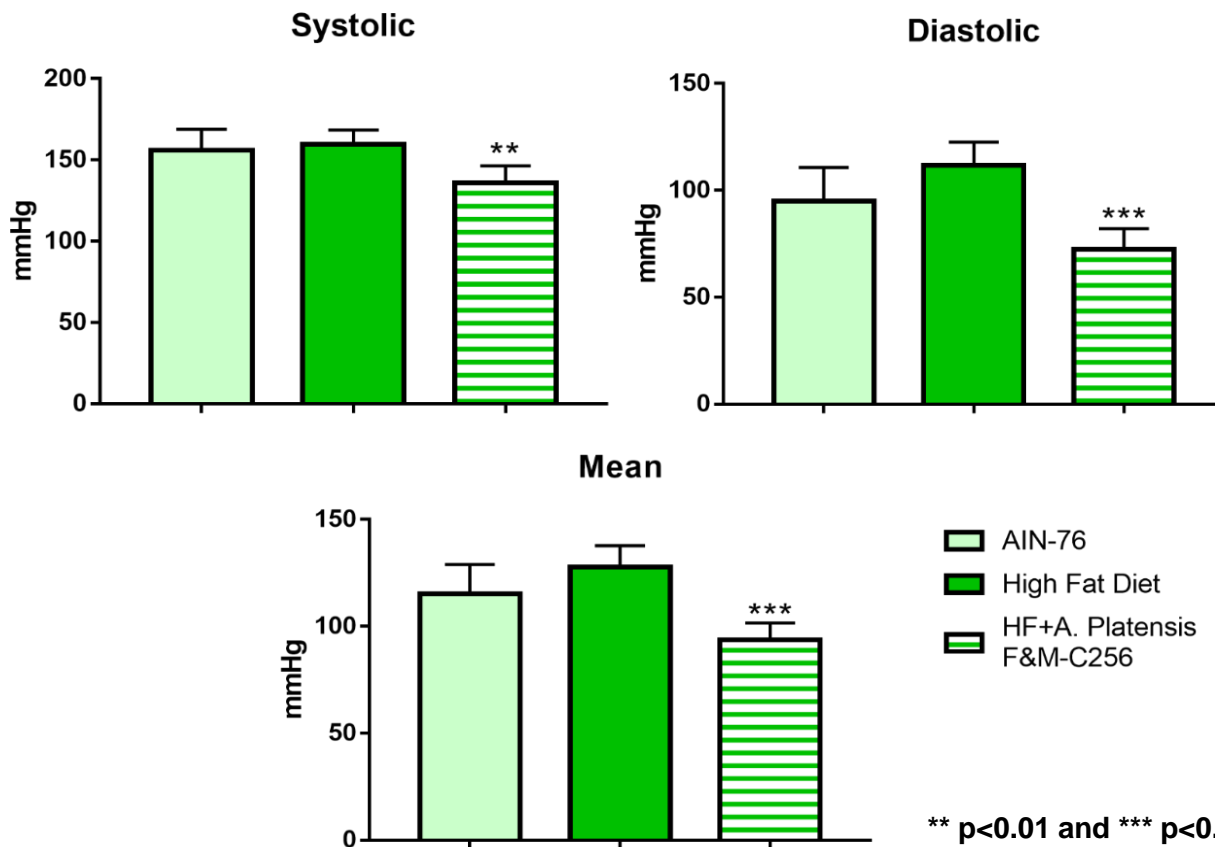 Systolic
200
150
100
50
0
mmHg
**
Diastolic
150
100
50
0
mmHg
***
Mean
150
100
50
0
mmHg
***
AIN-76
High Fat Diet
HF+A. Platensis
F&M-C256
** p<0.01 and *** p<0.